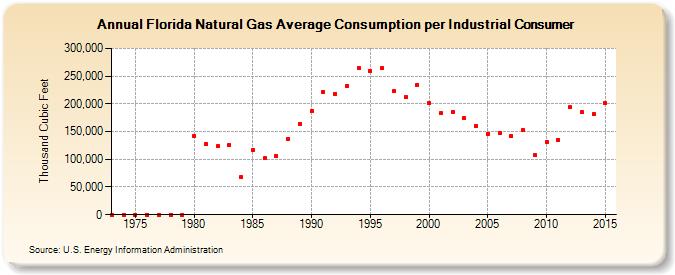 Annual Florida Natural Gas Average Consumption per Industrial Consumer
Thousand Cubic Feet
300,000
250,000
200,000
150,000
100,000
50,000
0
1975 1980 1985 1990 1995 2000 2005 2010 2015
Source: U.S. Energy Information Administration